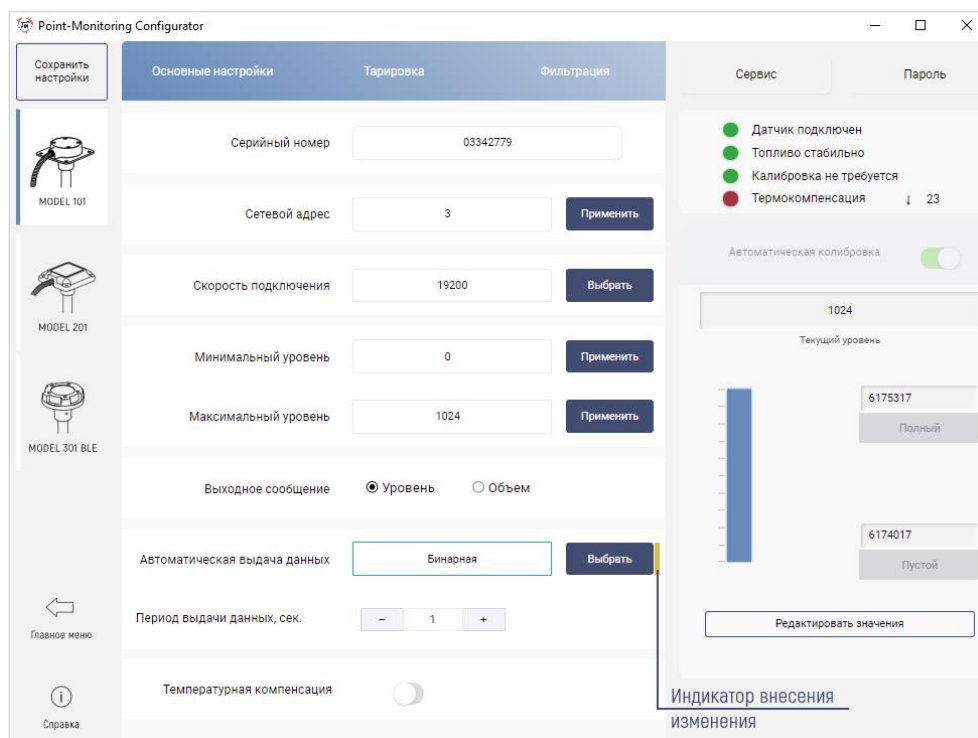 Point-Monitoring Configurator
Сохранить
настройки
MODEL 101
MODEL 201
MODEL 301 BLE
Главное меню
Справка
Основные настройки
Тарировка
Фильтрация
Серийный номер
03342779
Сетевой адрес
3
Применить
Скорость подключения
19200
Выбрать
Минимальный уровень
0
Применить
Максимальный уровень
1024
Применить
Выходное сообщение
Уровень
Объем
Автоматическая выдача данных
Бинарная
Выбрать
Период выдачи данных, сек.
-
1
+
Температурная компенсация
Сервис
Пароль
Датчик подключен
Топливо стабильно
Калибровка не требуется
Термокомпенсация
23
Автоматическая колибровка
1024
Текущий уровень
6175317
Полный
6174017
Пустой
Редактировать значения
Индикатор внесения
изменения